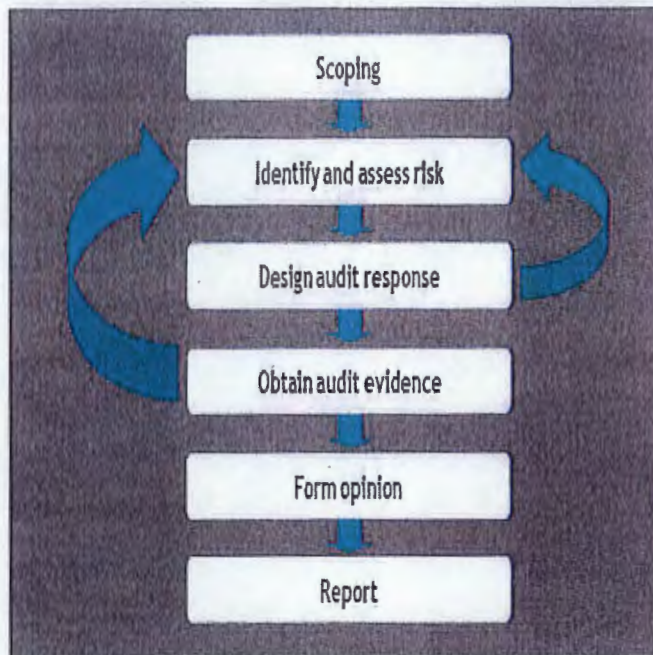 Scoping
Identify and assess risk
Design audit response
Obtain audit evidence
Form opinion
Report